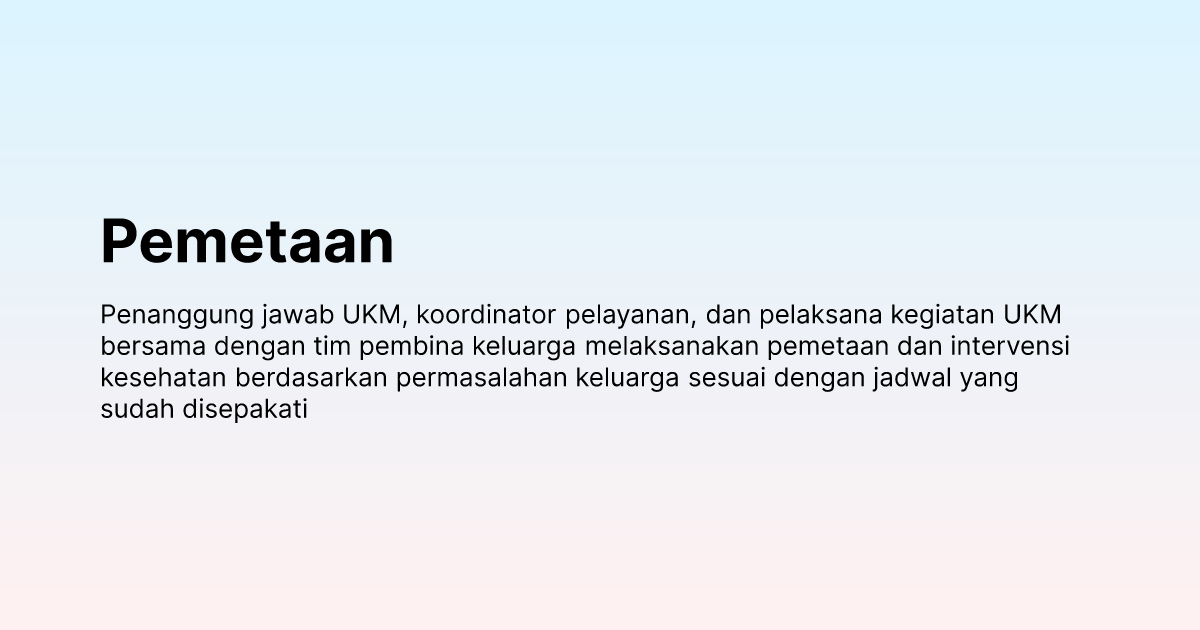 Pemetaan
Penanggung jawab UKM, koordinator pelayanan, dan pelaksana kegiatan UKM
bersama dengan tim pembina keluarga melaksanakan pemetaan dan intervensi
kesehatan berdasarkan permasalahan keluarga sesuai dengan jadwal yang
sudah disepakati